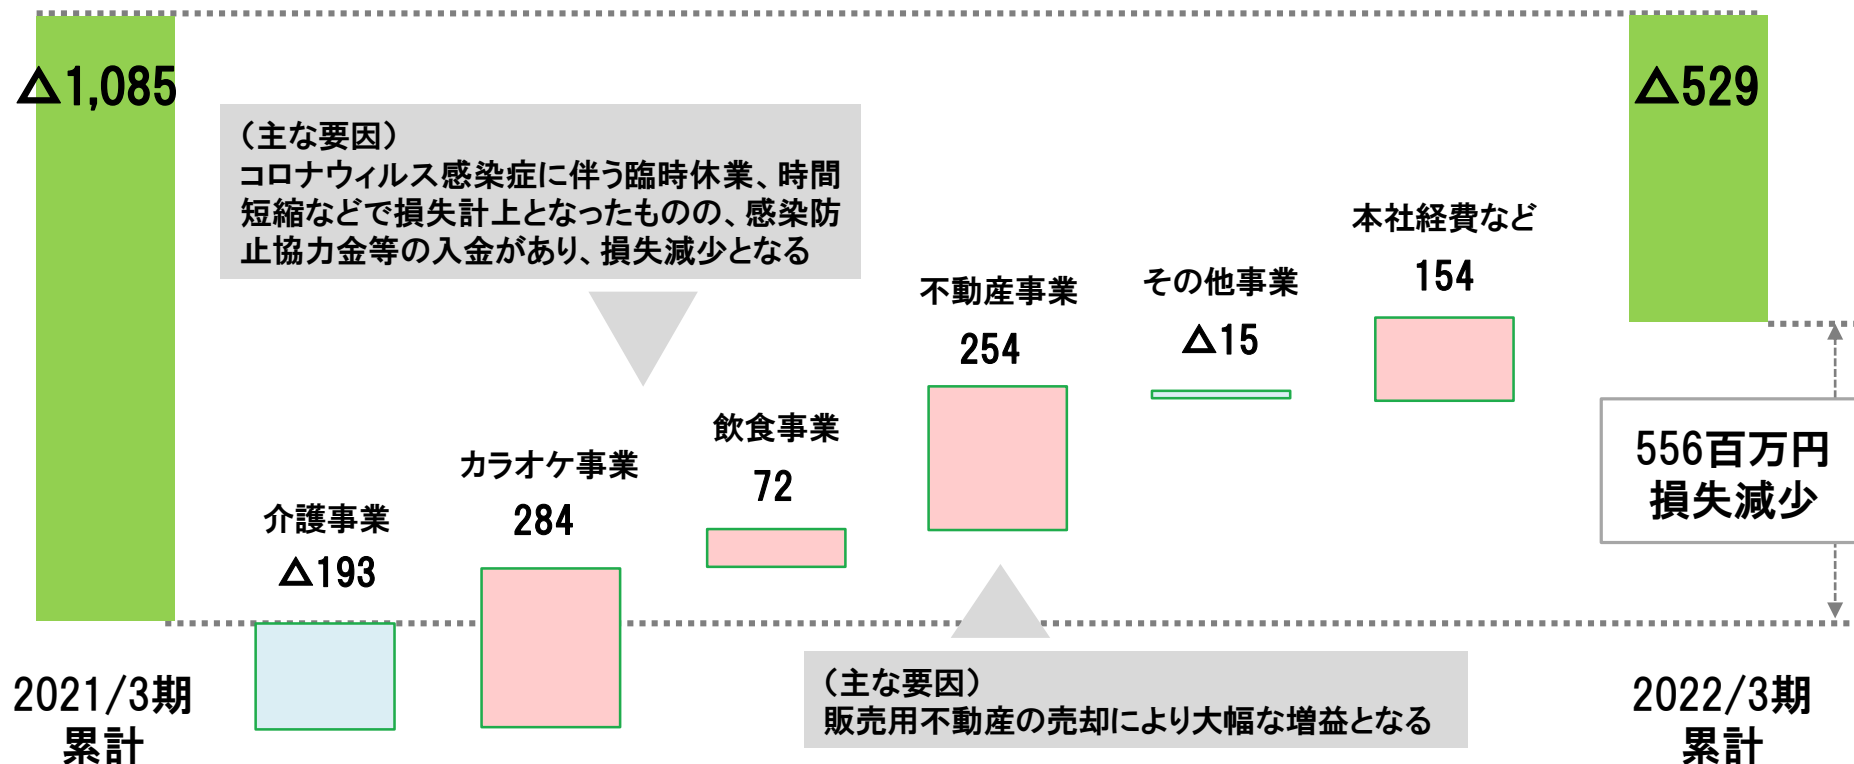 △1,085
△529
（主な要因）
コロナウィルス感染症に伴う臨時休業、時間
短縮などで損失計上となったものの、感染防
止協力金等の入金があり、損失減少となる
本社経費など
154
その他事業
△15
不動産事業
254
飲食事業
72
カラオケ事業
284
介護事業
△193
556百万円
損失減少
（主な要因）
販売用不動産の売却により大幅な増益となる
2021/3期
累計
2022/3期
累計